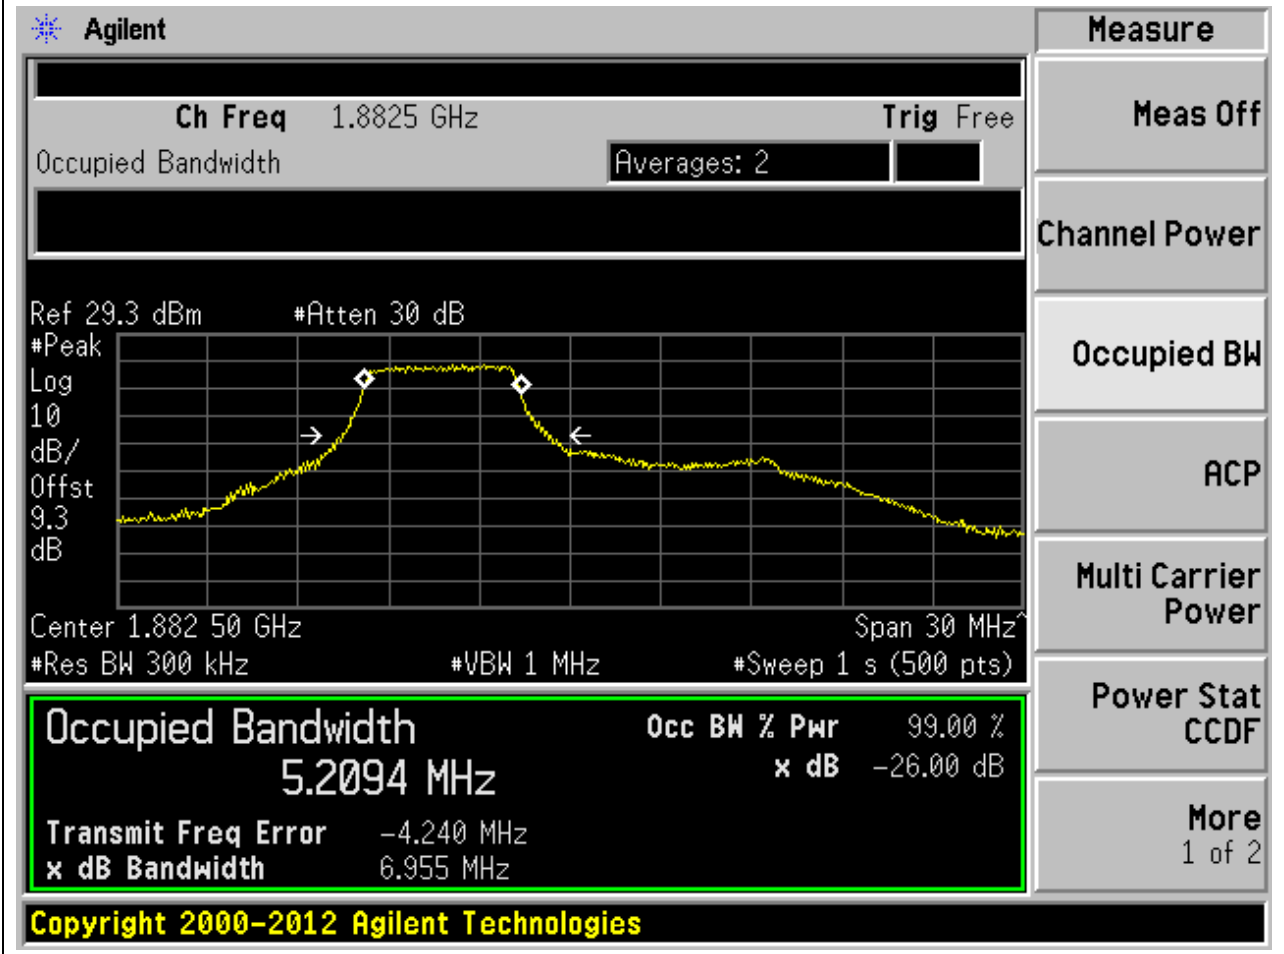 Agilent
Measure
Ch Freq 1.8825 GHz Trig Free
Meas Off
Occupied Bandwidth Averages: 2
Channel Power
Ref 29.3 dBm #Atten 30 dB
#Peak
Log
10
dB/
Offst
9.3
dB
Occupied BW
ACP
Center 1.882 50 GHz Span 30 MHz^
#Res BW 300 kHz #VBW 1 MHz #Sweep 1 s (500 pts)
Multi Carrier
Power
Occupied Bandwidth Occ BW % Pwr 99.00 %
5.2094 MHz x dB -26.00 dB
Transmit Freq Error -4.240 MHz
x dB Bandwidth 6.955 MHz
Power Stat
CCDF
More
1 of 2
Copyright 2000-2012 Agilent Technologies